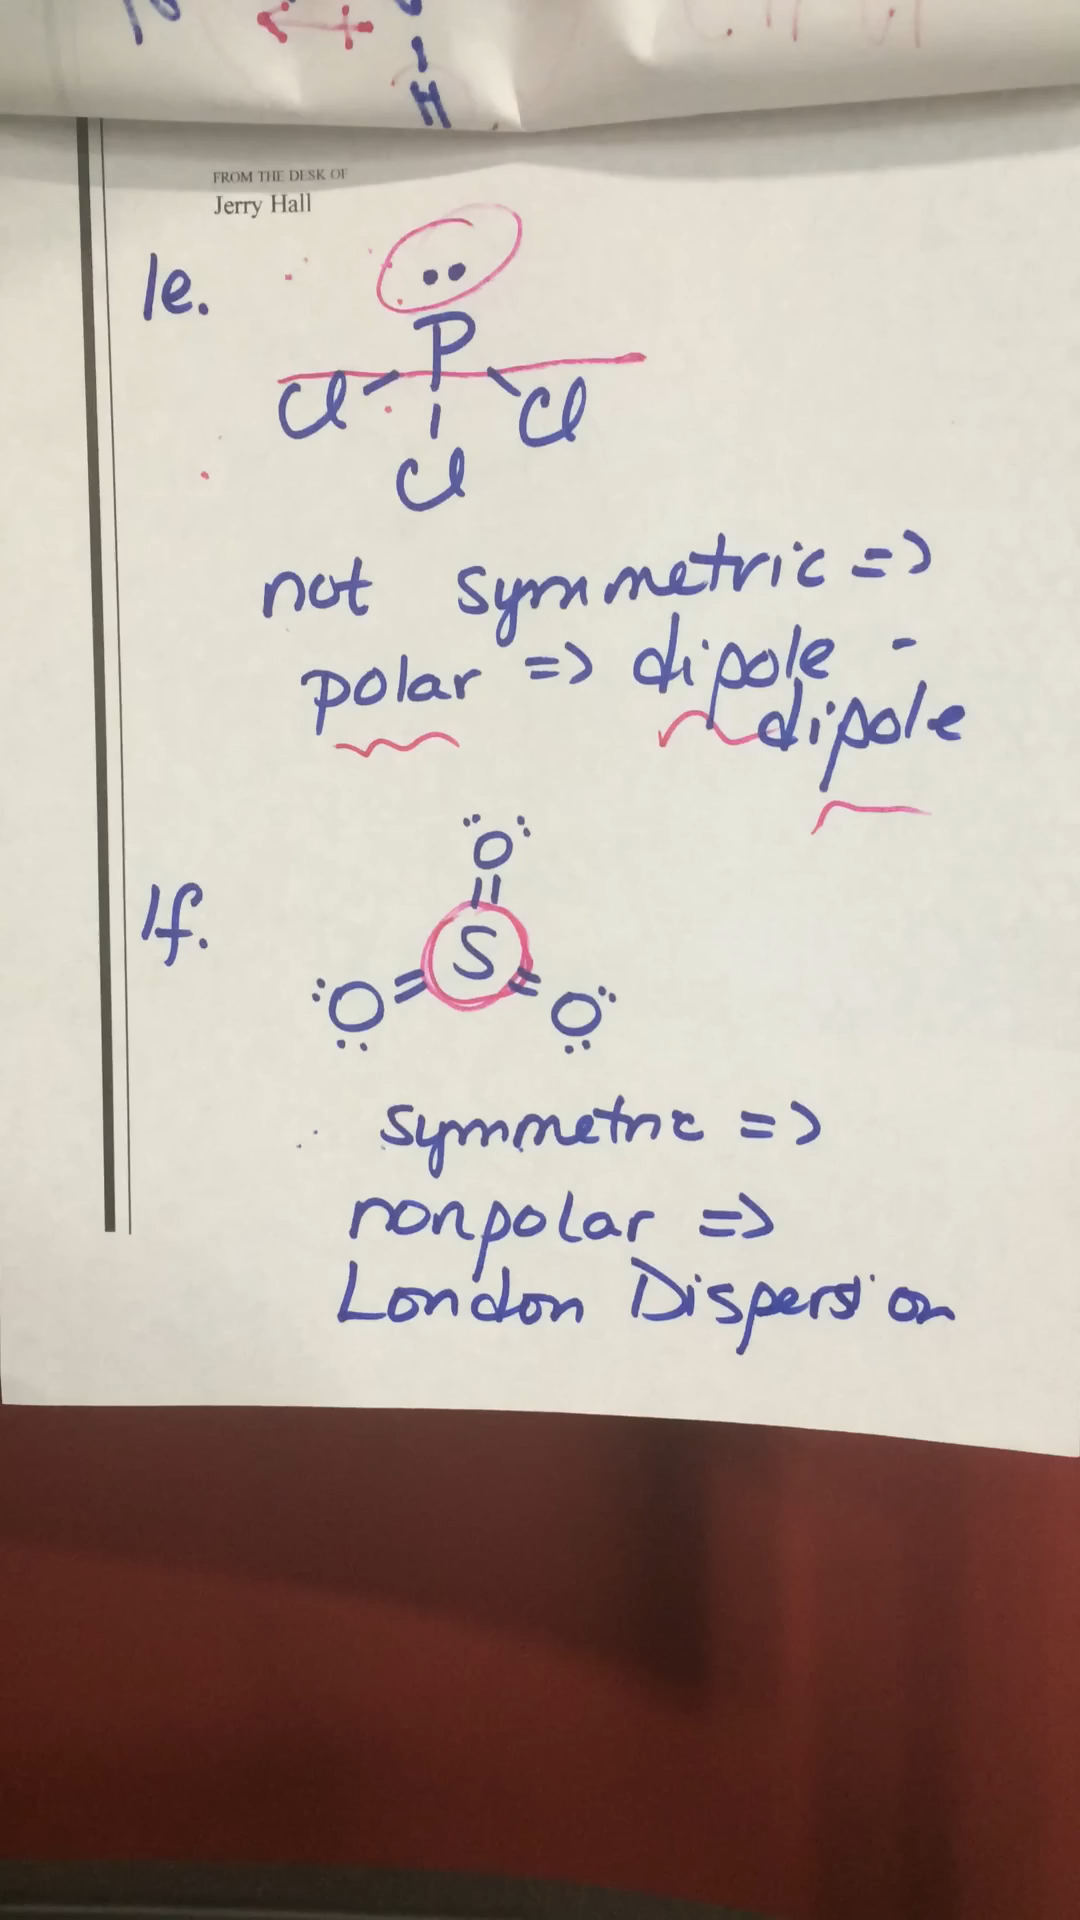 H
FROM THE DESK OF
Jerry Hall
1e.
P
Cl Cl
Cl
not symmetric =>
polar => dipole -
dipole
1f.
O
S
O O
symmetric =>
nonpolar =>
London Dispersion